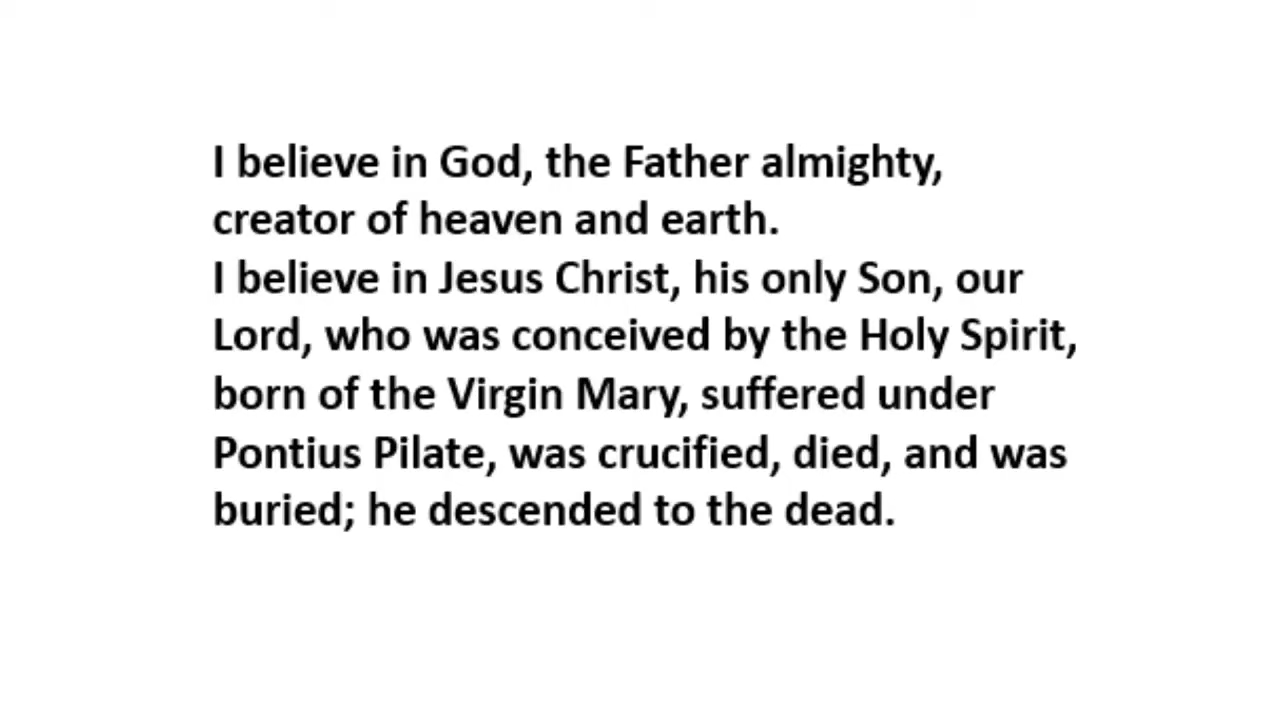 I believe in God, the Father almighty,
creator of heaven and earth.
I believe in Jesus Christ, his only Son, our
Lord, who was conceived by the Holy Spirit,
born of the Virgin Mary, suffered under
Pontius Pilate, was crucified, died, and was
buried; he descended to the dead.